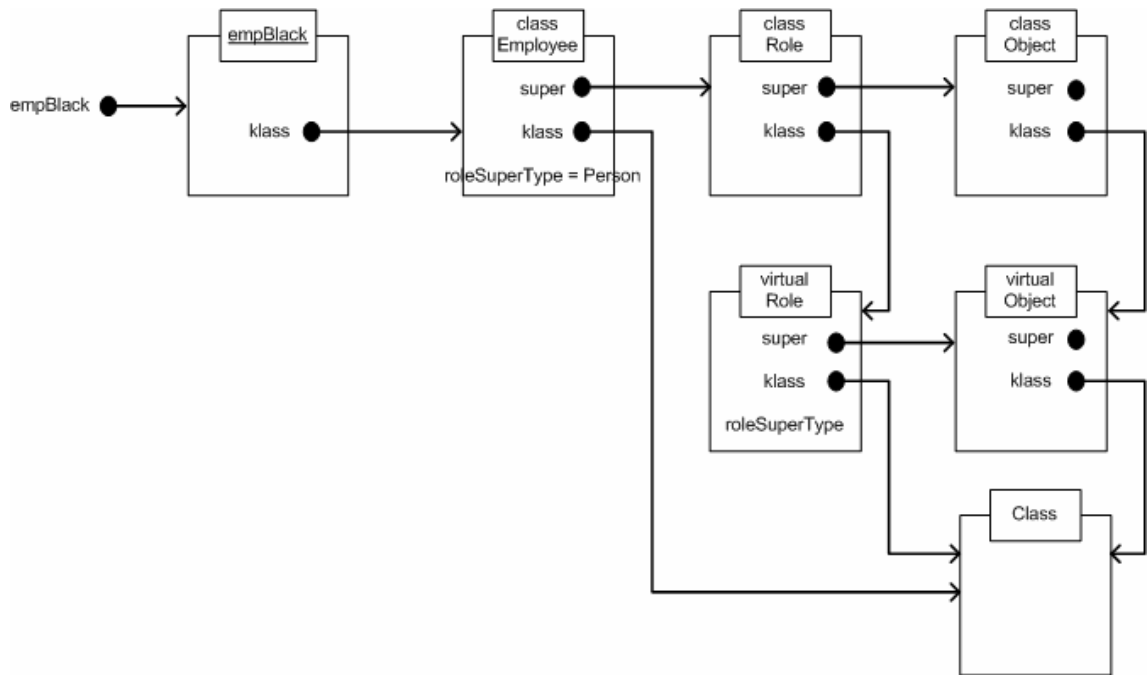 empBlack
class
Employee
class
Role
class
Object
super
super
super
empBlack
klass
klass
klass
klass
roleSuperType = Person
virtual
Role
virtual
Object
super
super
klass
klass
roleSuperType
Class